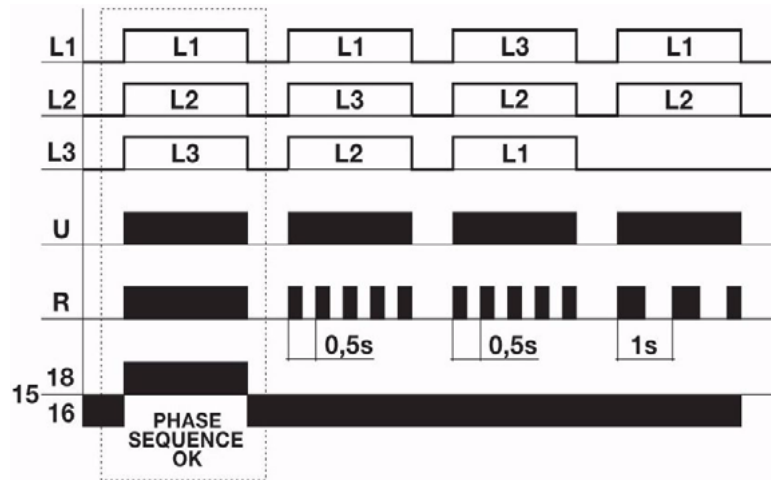 L1 L1 L1 L3 L1
L2 L2 L3 L2 L2
L3 L3 L2 L1
U
R
0,5s 0,5s 1s
18
15
16
PHASE
SEQUENCE
OK